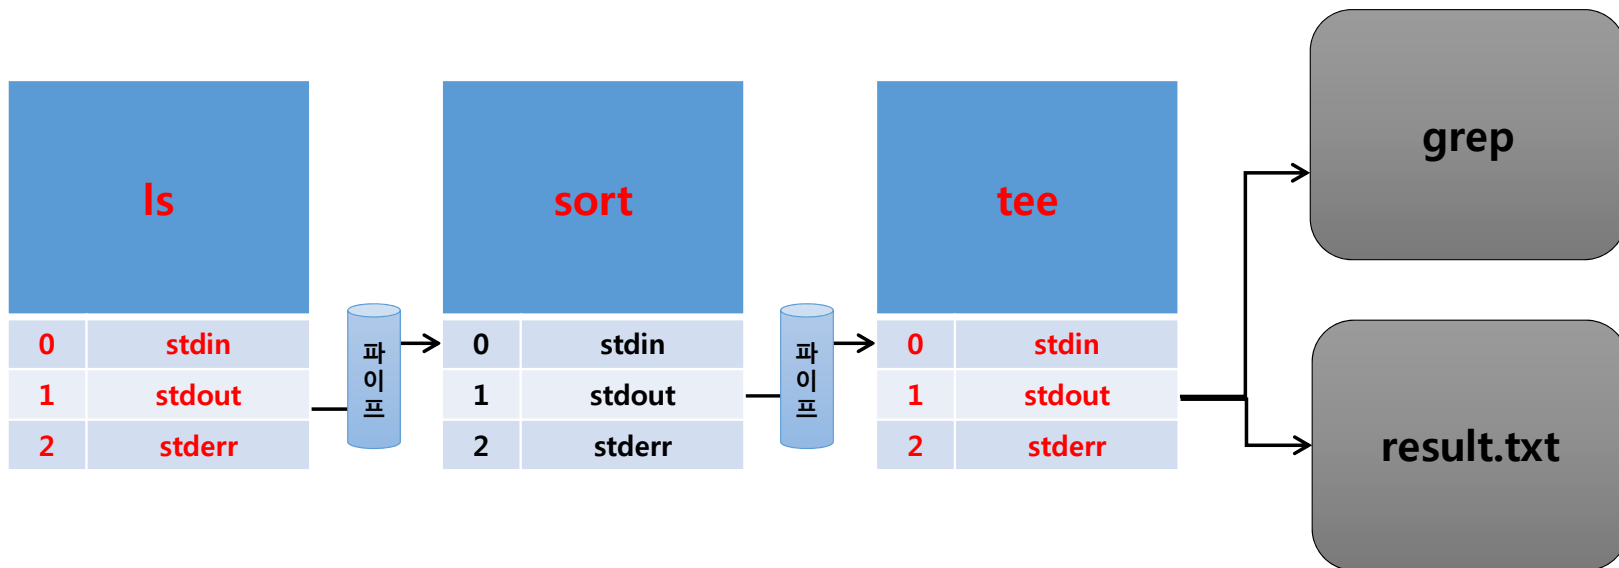 ls
0 stdin
1 stdout
2 stderr
파
이
프
sort
0 stdin
1 stdout
2 stderr
파
이
프
tee
0 stdin
1 stdout
2 stderr
grep
result.txt